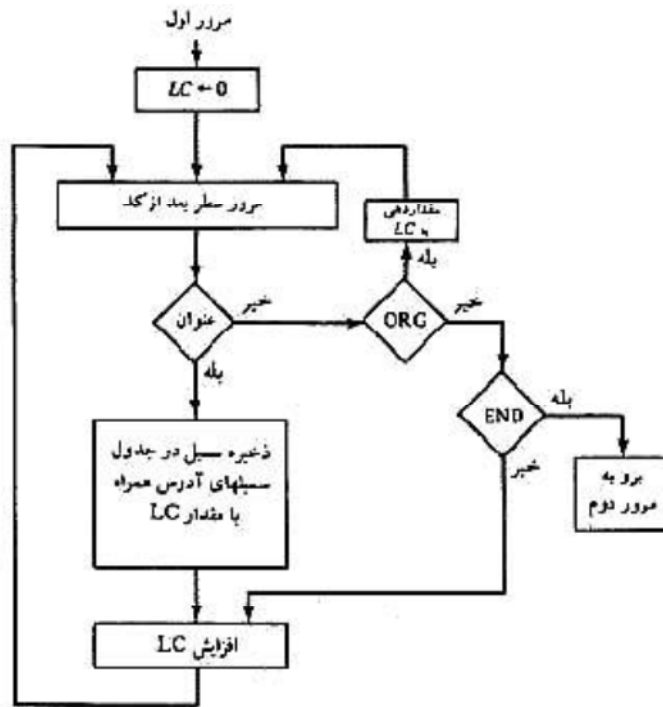 مرور اول
LC ← 0
مرور سطر بعد از کد
مقداردهی
به LC
بله
عنوان
خیر
ORG
خیر
بله
END
بله
خیر
ذخیره سمبل در جدول
سمبلهای آدرس همراه
با مقدار LC
برو به
مرور دوم
افزایش LC